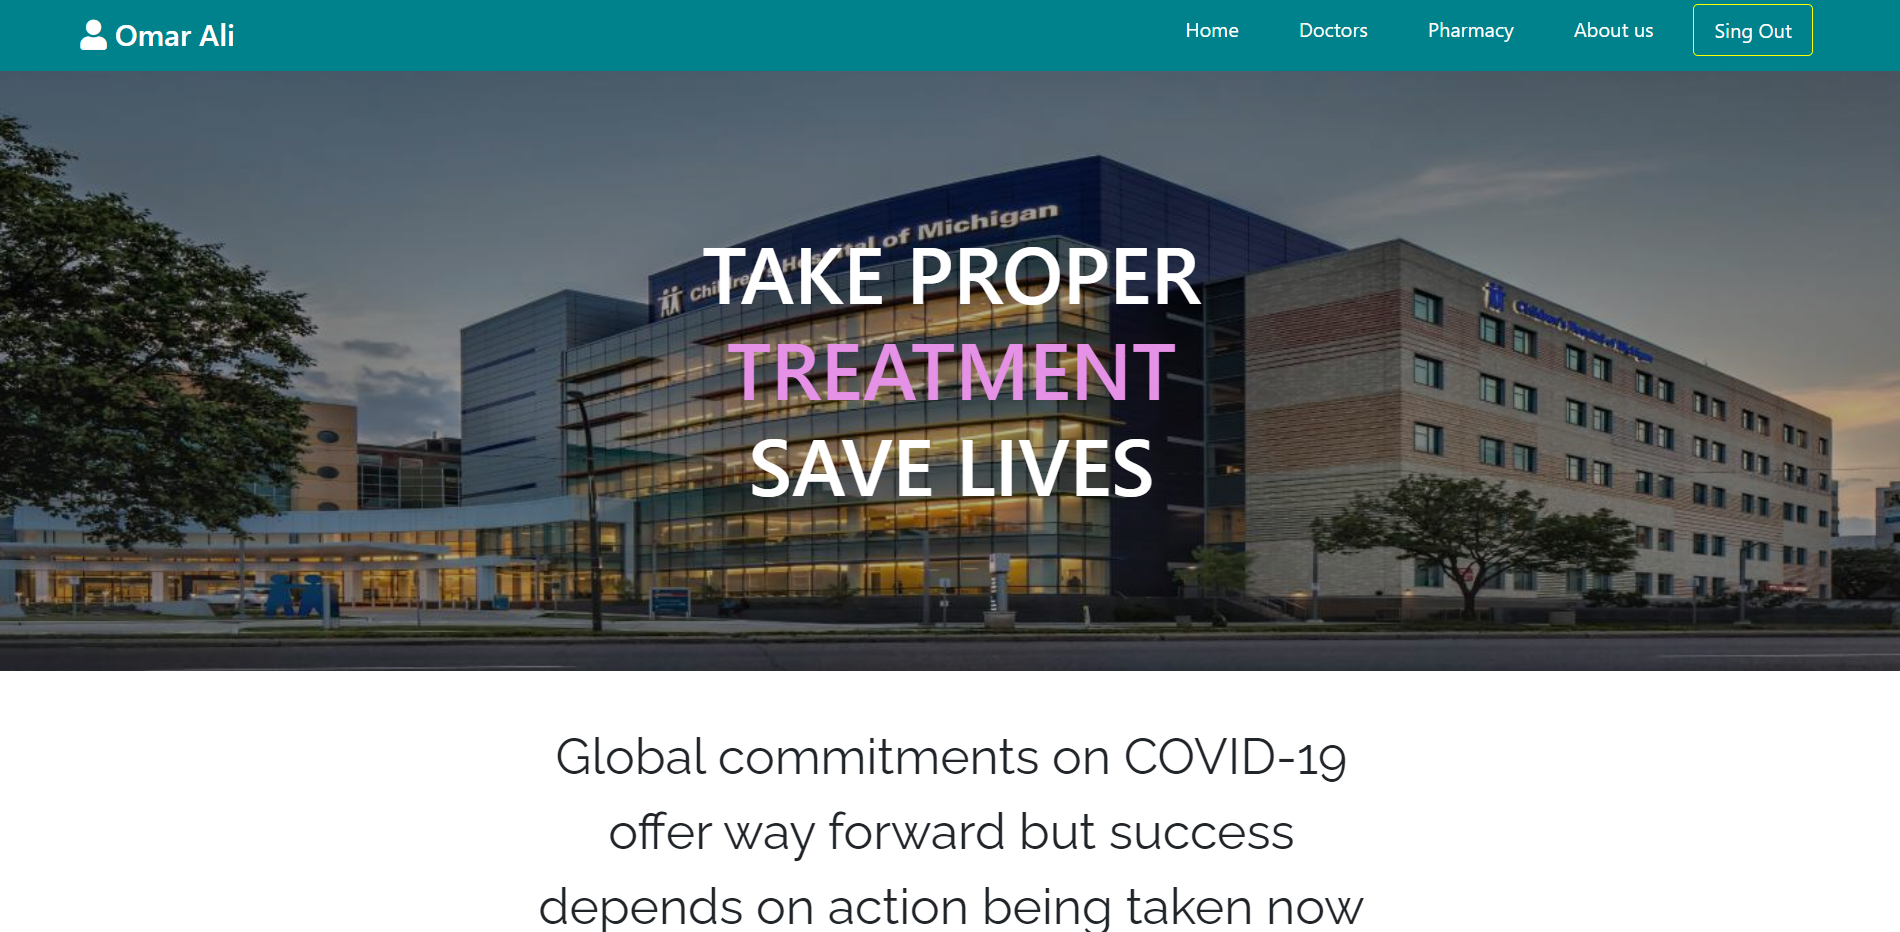 Omar Ali
Home
Doctors
Pharmacy
About us
Sing Out
Children's Hospital of Michigan
TAKE PROPER
TREATMENT
SAVE LIVES
Children's Hospital of Michigan
Global commitments on COVID-19
offer way forward but success
depends on action being taken now